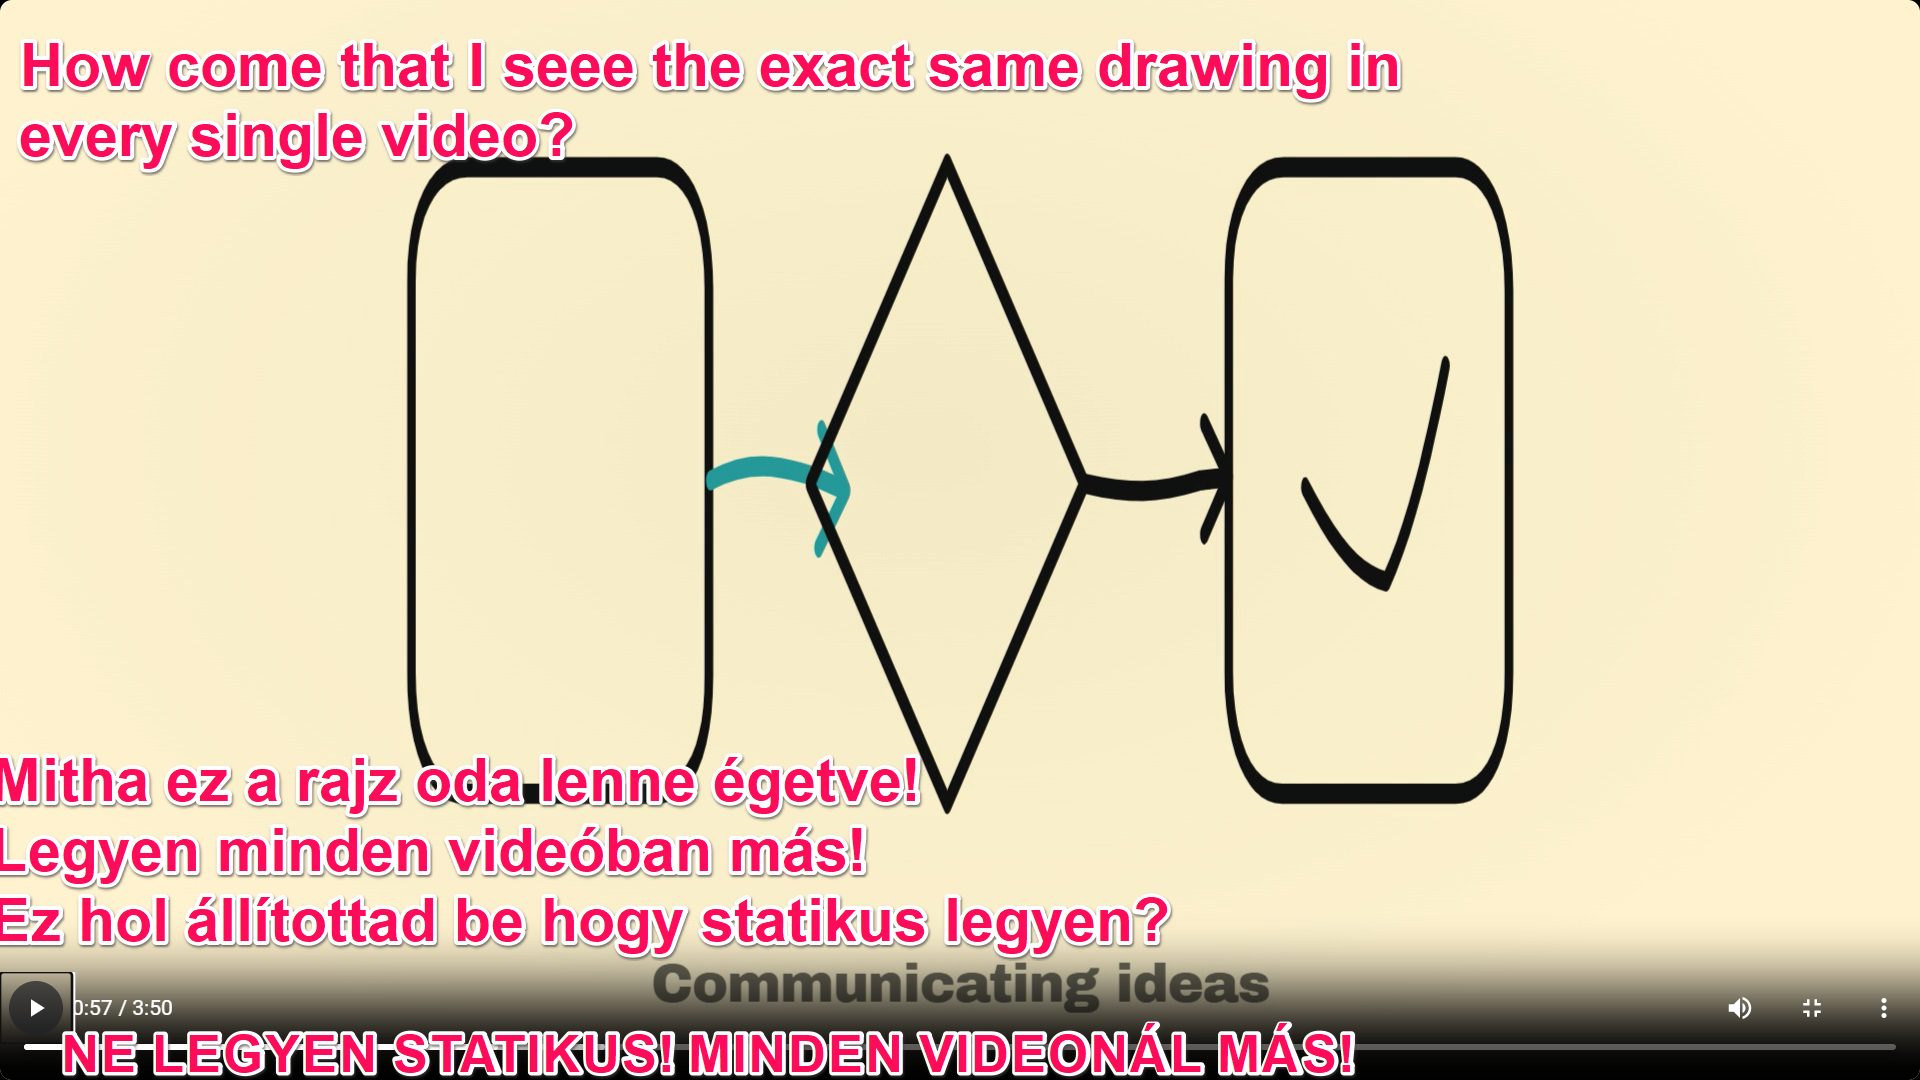 How come that I seee the exact same drawing in
every single video?
Mitha ez a rajz oda lenne égetve!
Legyen minden videóban más!
Ez hol állítottad be hogy statikus legyen?
Communicating ideas
0:57 / 3:50
NE LEGYEN STATIKUS! MINDEN VIDEONÁL MÁS!